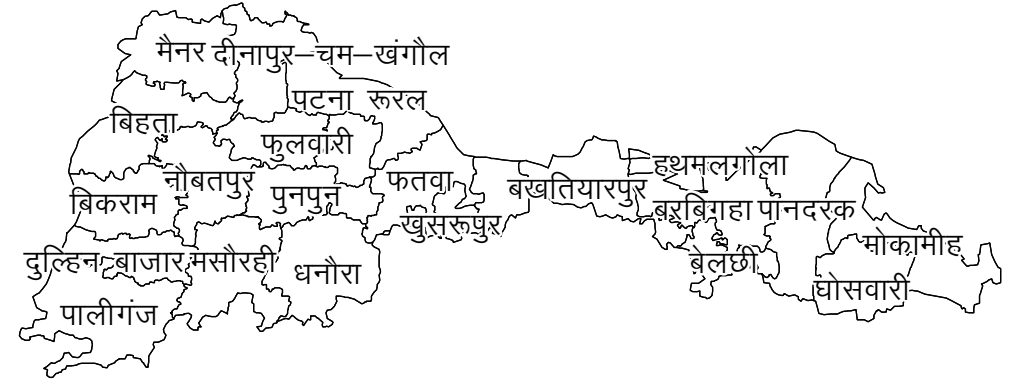 मैनर
दीनापुर–चम–खंगौल
पटना रूरल
बिहता
फुलवारी
नौबतपुर
पुनपुन
फतवा
बखतियारपुर
हथमलगोला
बिकराम
खुसरूपुर
बरबिगहा
पानदरक
दुल्हिन–बाजार
मसौरही
धनौरा
बेलछी
मोकामीह
घोसवारी
पालीगंज